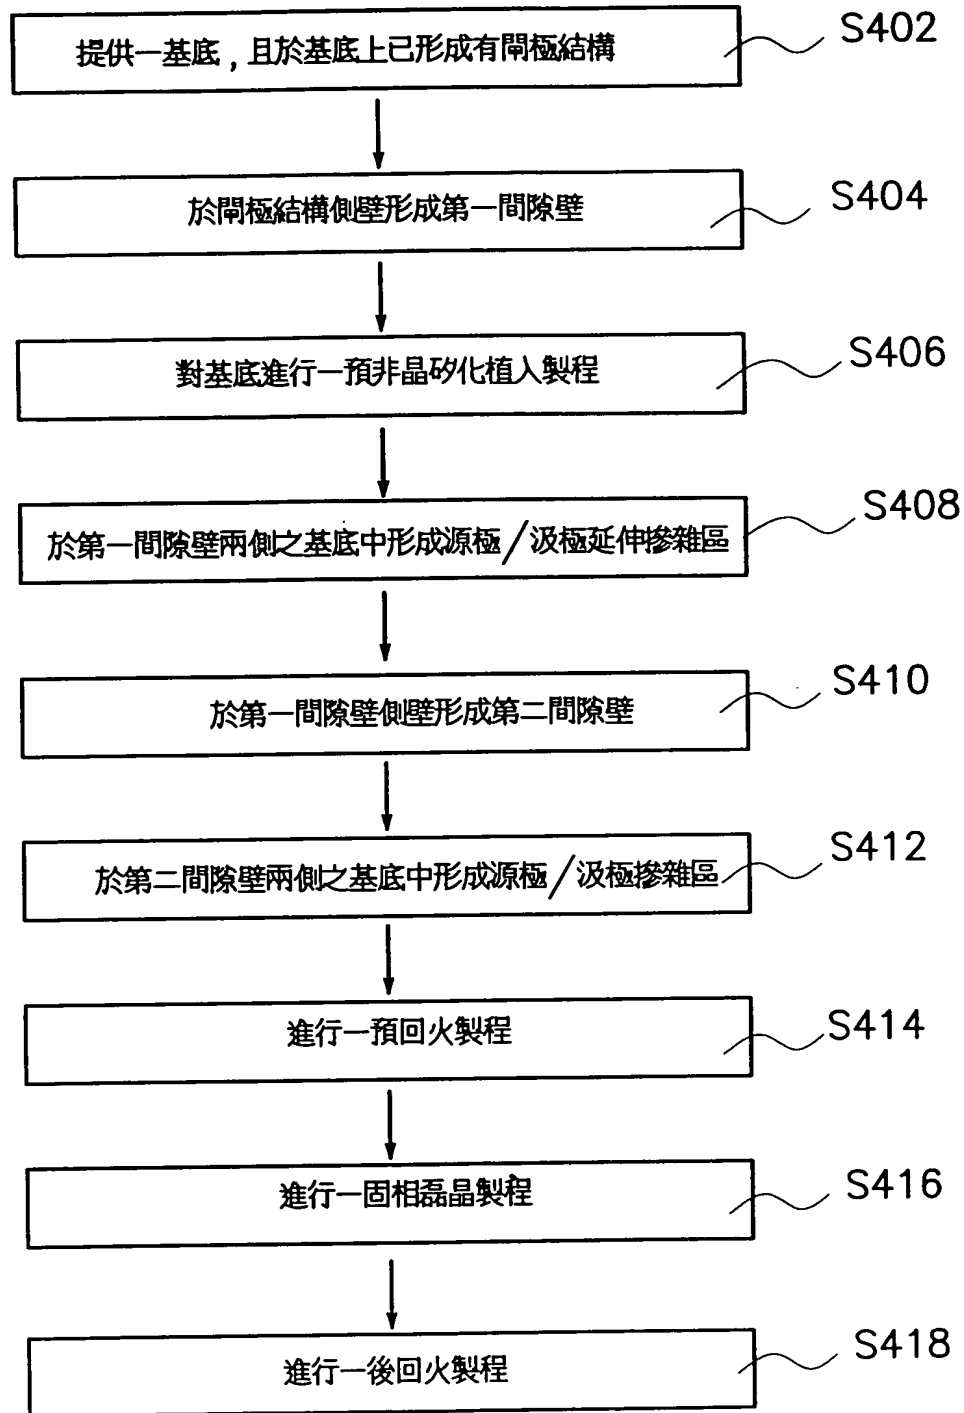 提供一基底，且於基底上已形成有閘極結構 S402
於閘極結構側壁形成第一間隙壁 S404
對基底進行一預非晶矽化植入製程 S406
於第一間隙壁兩側之基底中形成源極/汲極延伸摻雜區 S408
於第一間隙壁側壁形成第二間隙壁 S410
於第二間隙壁兩側之基底中形成源極/汲極摻雜區 S412
進行一預回火製程 S414
進行一固相磊晶製程 S416
進行一後回火製程 S418